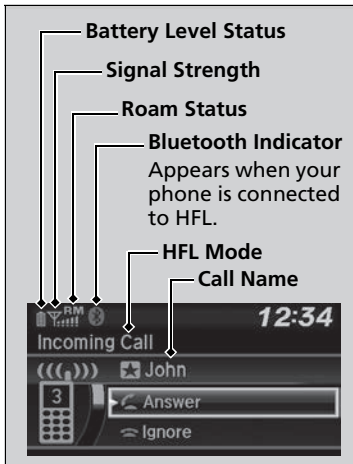 Battery Level Status
Signal Strength
Roam Status
Bluetooth Indicator
Appears when your
phone is connected
to HFL.
HFL Mode
Call Name
RM
12:34
Incoming Call
John
3
Answer
Ignore